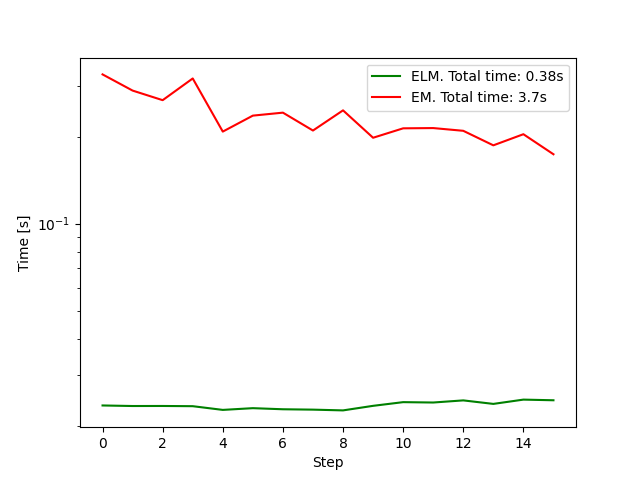 ELM. Total time: 0.38s
EM. Total time: 3.7s
10⁻¹
Time [s]
0 2 4 6 8 10 12 14
Step